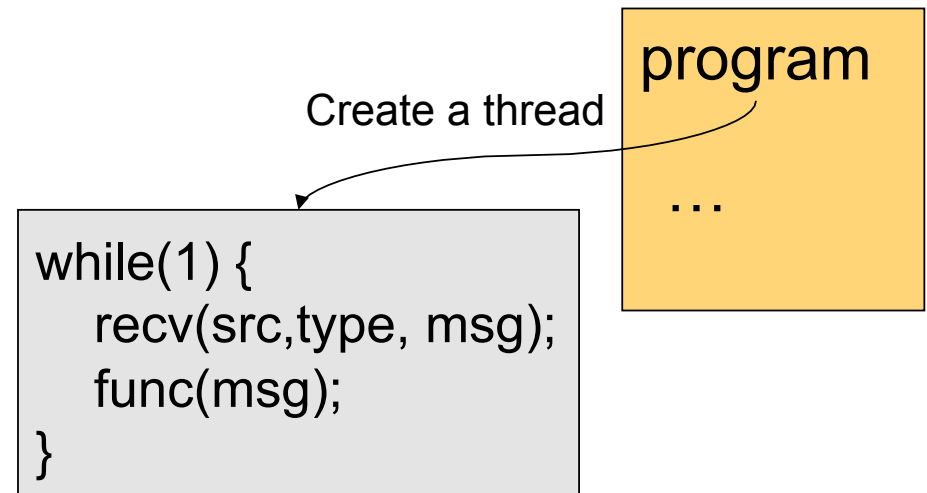 program
Create a thread
…
while(1) {
recv(src,type, msg);
func(msg);
}